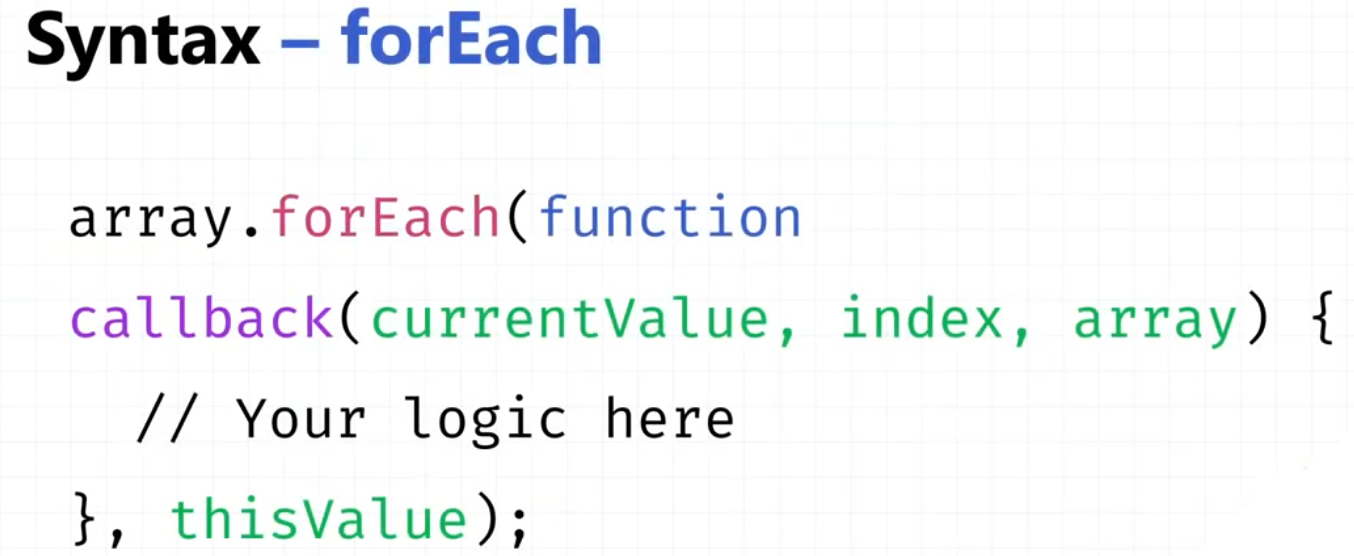 Syntax – forEach
array.forEach(function
callback(currentValue, index, array) {
// Your logic here
}, thisValue);